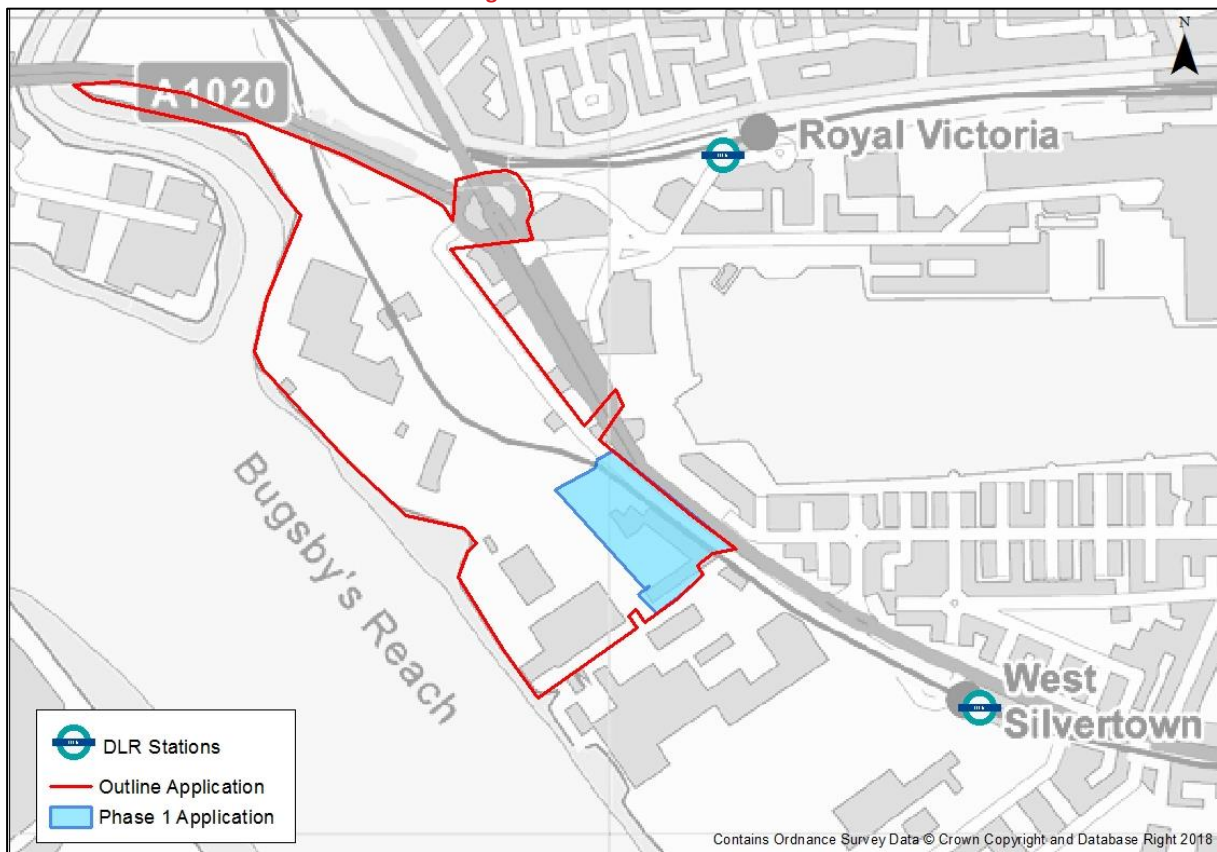 N
A1020
Royal Victoria
Bugsby's Reach
West
Silvertown
DLR Stations
Outline Application
Phase 1 Application
Contains Ordnance Survey Data © Crown Copyright and Database Right 2018